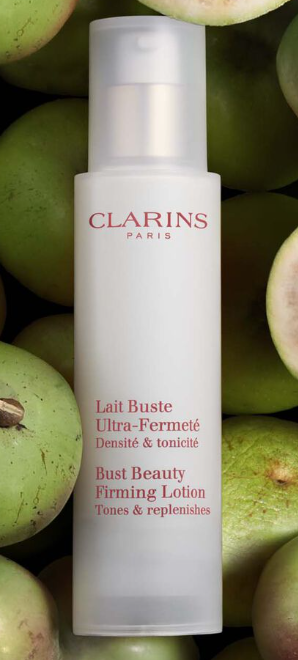 CLARINS
PARIS
Lait Buste
Ultra-Fermeté
Densité & tonicité
Bust Beauty
Firming Lotion
Tones & replenishes